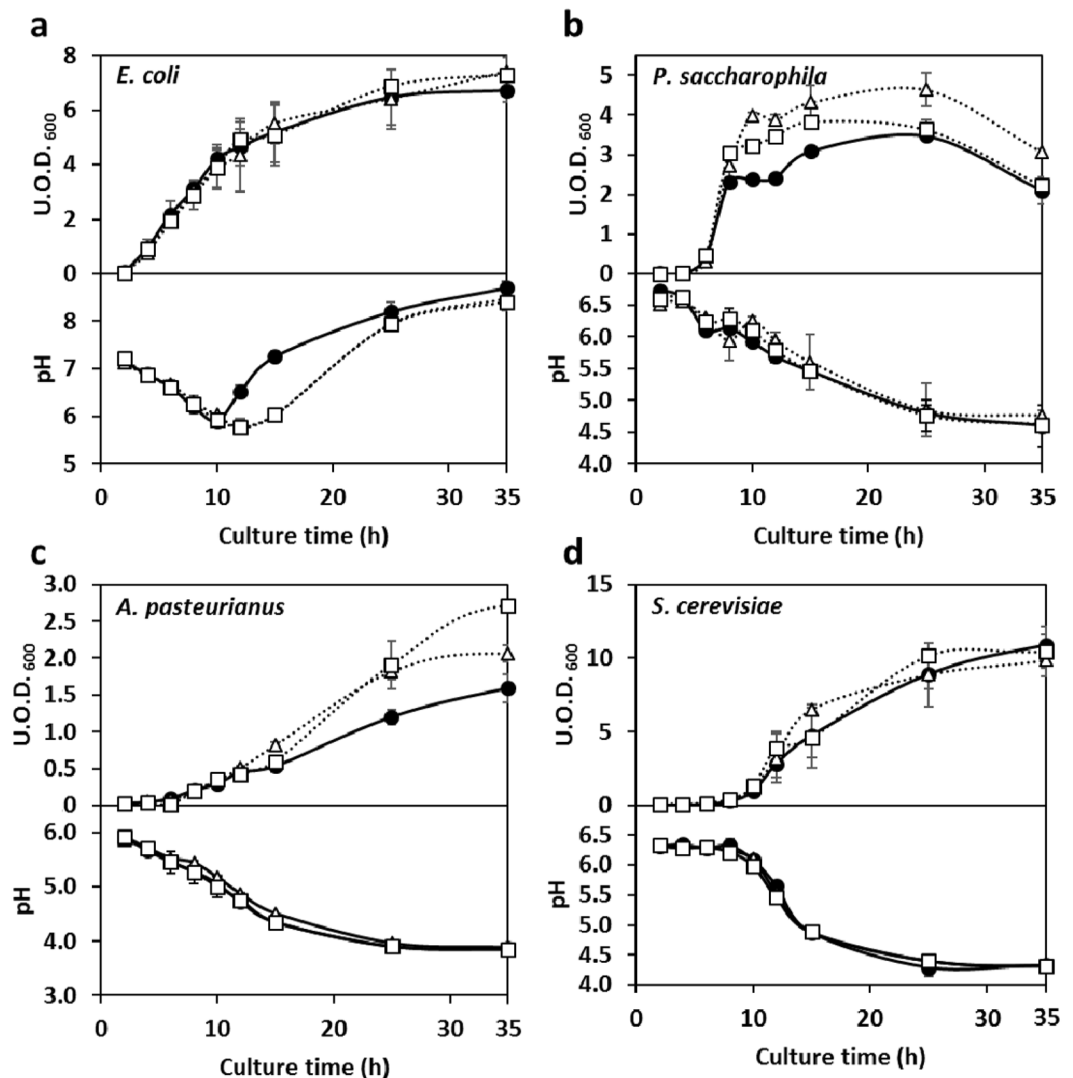 a
E. coli
8
6
4
2
0
U.O.D. 600
8
7
6
5
pH
0 10 20 30 35
Culture time (h)
b
P. saccharophila
5
4
3
2
1
0
U.O.D. 600
6.5
6.0
5.5
5.0
4.5
4.0
pH
0 10 20 30 35
Culture time (h)
c
A. pasteurianus
3.0
2.5
2.0
1.5
1.0
0.5
0
U.O.D. 600
6.0
5.0
4.0
3.0
pH
0 10 20 30 35
Culture time (h)
d
S. cerevisiae
15
10
5
0
U.O.D. 600
6.5
6.0
5.5
5.0
4.5
4.0
pH
0 10 20 30 35
Culture time (h)